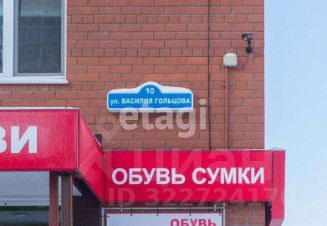 10
ул. ВАСИЛИЯ ГОЛЬЦОВА
etagi
ВИ
ОБУВЬ СУМКИ
циан
ID 322724170
ОБУВЬ